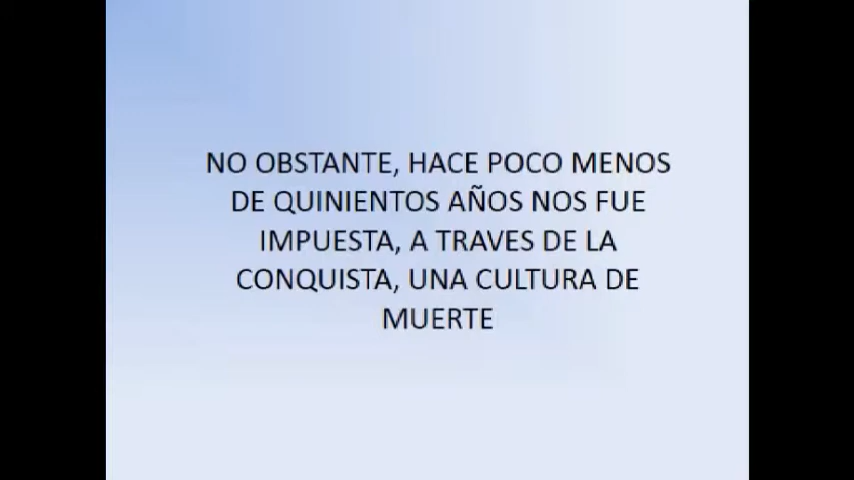 NO OBSTANTE, HACE POCO MENOS
DE QUINIENTOS AÑOS NOS FUE
IMPUESTA, A TRAVES DE LA
CONQUISTA, UNA CULTURA DE
MUERTE